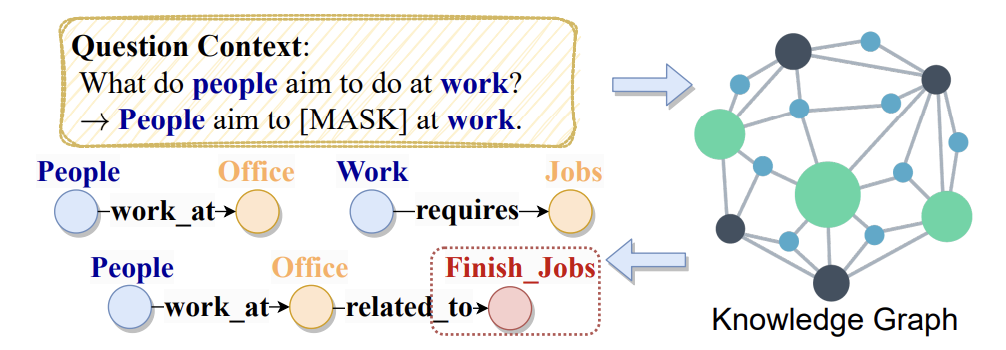 Question Context:
What do people aim to do at work?
→ People aim to [MASK] at work.
People Office Work Jobs
work_at requires
People Office Finish_Jobs
work_at related_to
Knowledge Graph